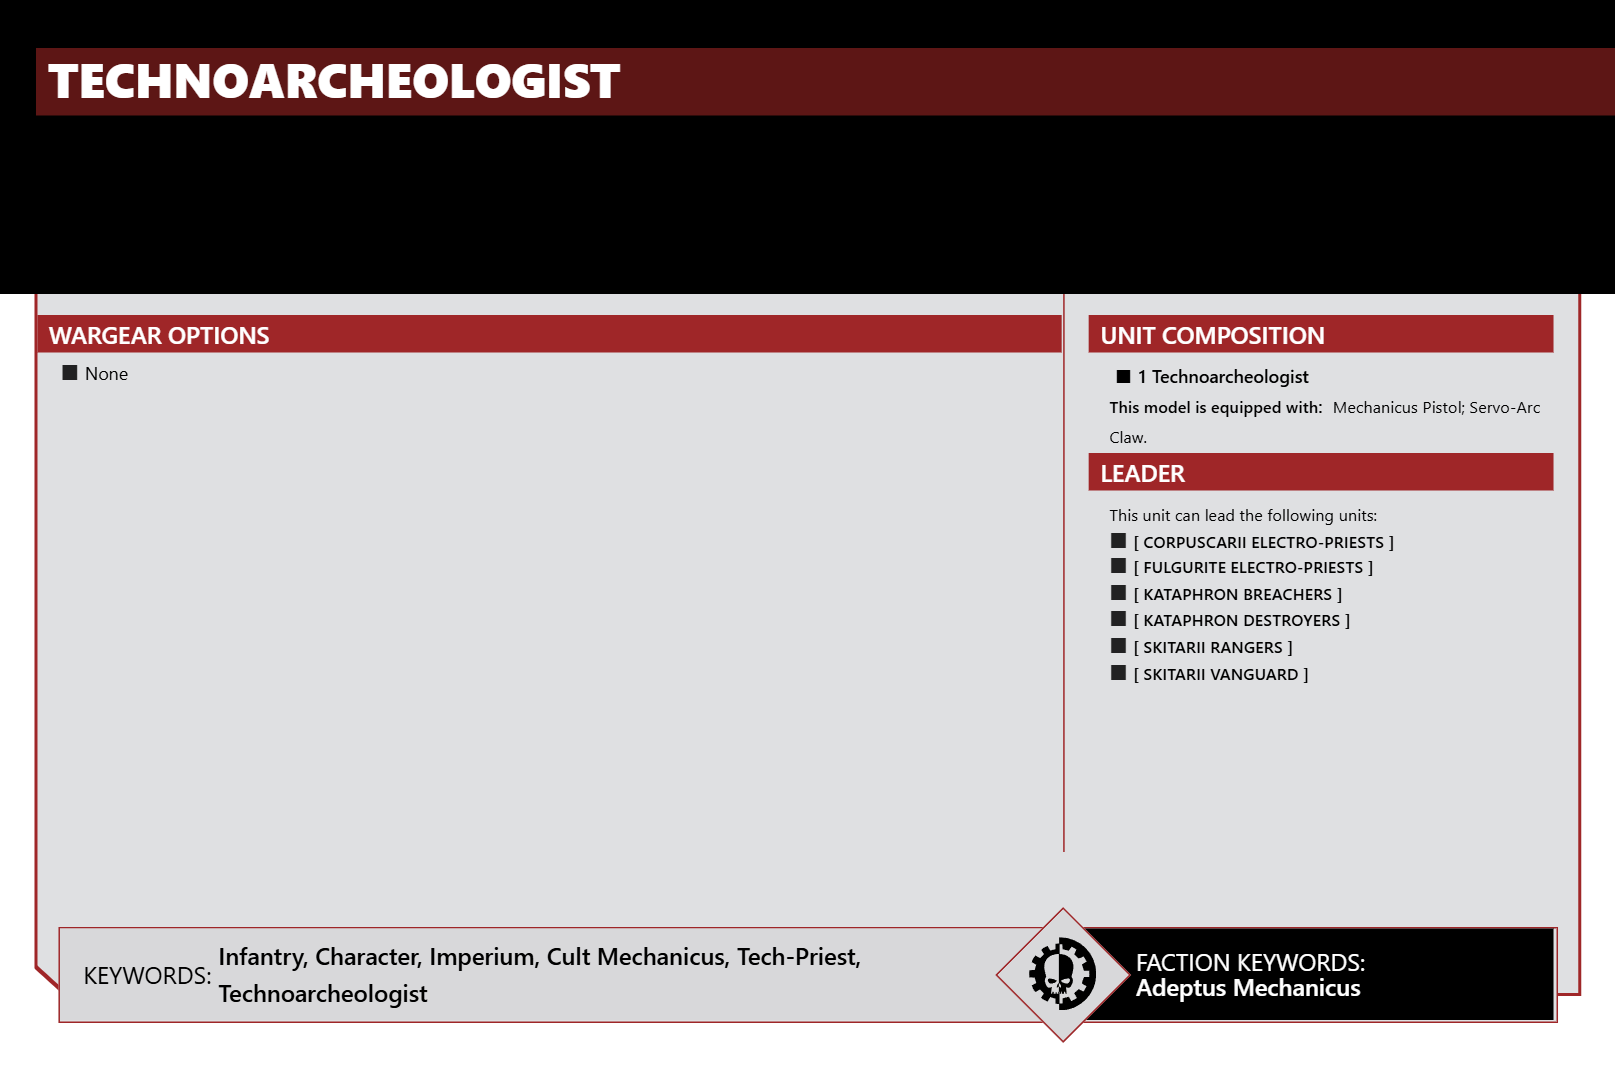 TECHNOARCHEOLOGIST
WARGEAR OPTIONS
None
UNIT COMPOSITION
1 Technoarcheologist
This model is equipped with: Mechanicus Pistol; Servo-Arc
Claw.
LEADER
This unit can lead the following units:
[ CORPUSCARII ELECTRO-PRIESTS ]
[ FULGURITE ELECTRO-PRIESTS ]
[ KATAPHRON BREACHERS ]
[ KATAPHRON DESTROYERS ]
[ SKITARII RANGERS ]
[ SKITARII VANGUARD ]
KEYWORDS: Infantry, Character, Imperium, Cult Mechanicus, Tech-Priest,
Technoarcheologist
FACTION KEYWORDS:
Adeptus Mechanicus